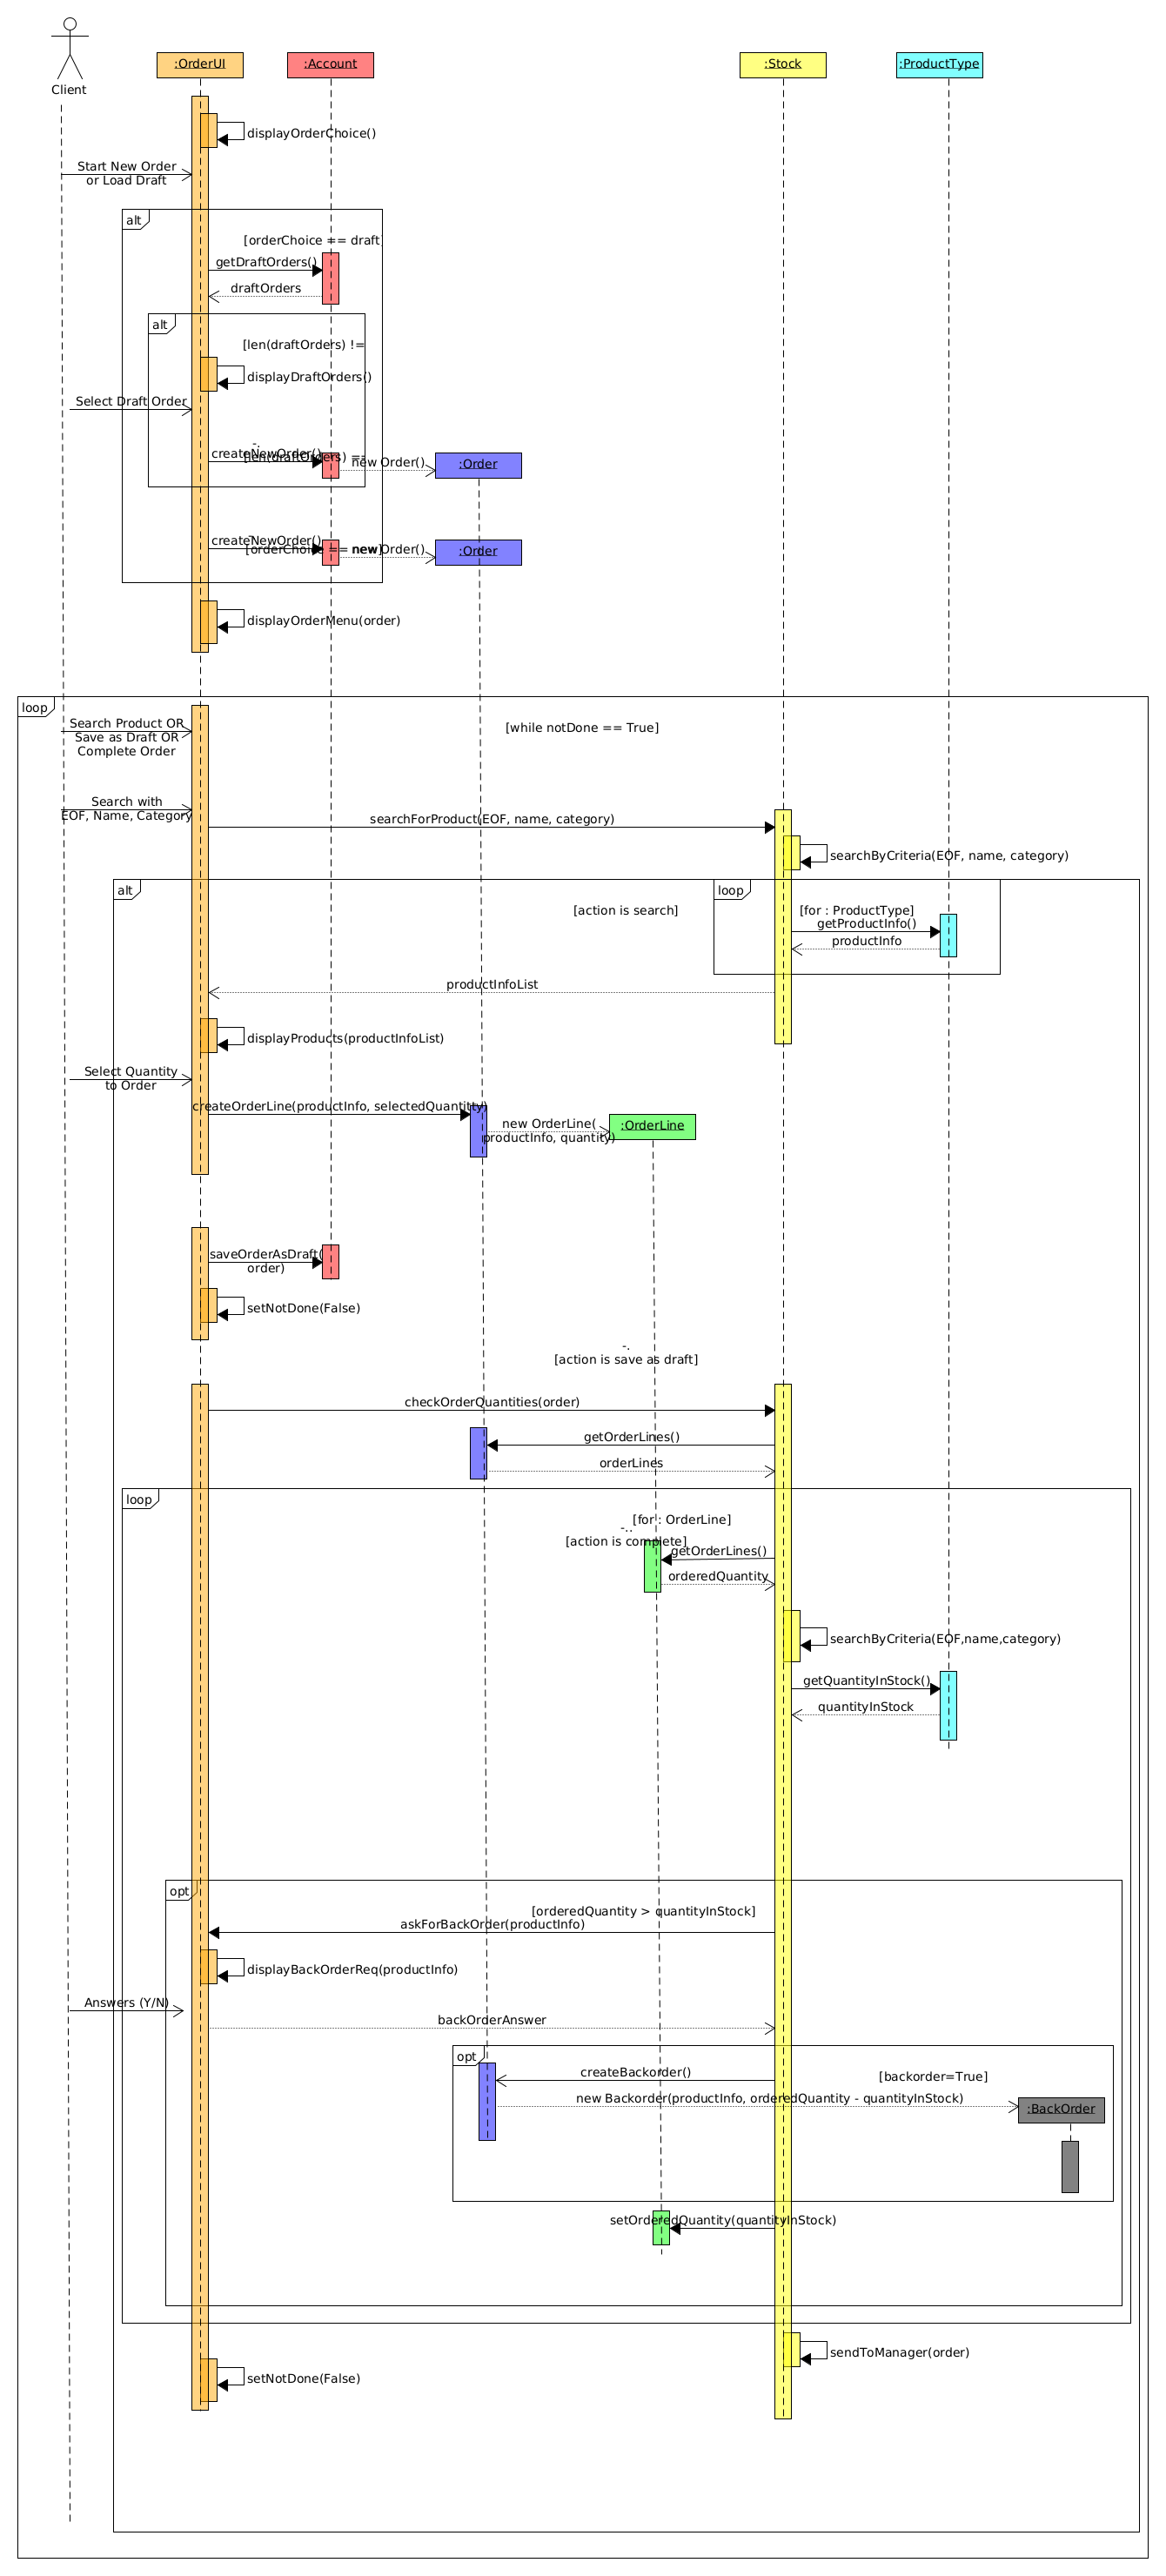 Client
:OrderUI
:Account
:Stock
:ProductType
displayOrderChoice()
Start New Order
or Load Draft
alt
[orderChoice == draft]
getDraftOrders()
draftOrders
alt
[len(draftOrders) !=
displayDraftOrders()
Select Draft Order
-.
createNewOrder()
[len(draftOrders) ==
new Order()
:Order
createNewOrder()
[orderChoice == new]
new Order()
:Order
displayOrderMenu(order)
loop
Search Product OR
Save as Draft OR
Complete Order
[while notDone == True]
Search with
EOF, Name, Category
searchForProduct(EOF, name, category)
searchByCriteria(EOF, name, category)
alt
loop
[action is search]
[for : ProductType]
getProductInfo()
productInfo
productInfoList
displayProducts(productInfoList)
Select Quantity
to Order
createOrderLine(productInfo, selectedQuantity)
new OrderLine(
productInfo, quantity)
:OrderLine
saveOrderAsDraft(
order)
setNotDone(False)
-.
[action is save as draft]
checkOrderQuantities(order)
getOrderLines()
orderLines
loop
[for : OrderLine]
-..
[action is complete]
getOrderLines()
orderedQuantity
searchByCriteria(EOF,name,category)
getQuantityInStock()
quantityInStock
opt
[orderedQuantity > quantityInStock]
askForBackOrder(productInfo)
displayBackOrderReq(productInfo)
Answers (Y/N)
backOrderAnswer
opt
createBackorder()
[backorder=True]
new Backorder(productInfo, orderedQuantity - quantityInStock)
:BackOrder
setOrderedQuantity(quantityInStock)
sendToManager(order)
setNotDone(False)